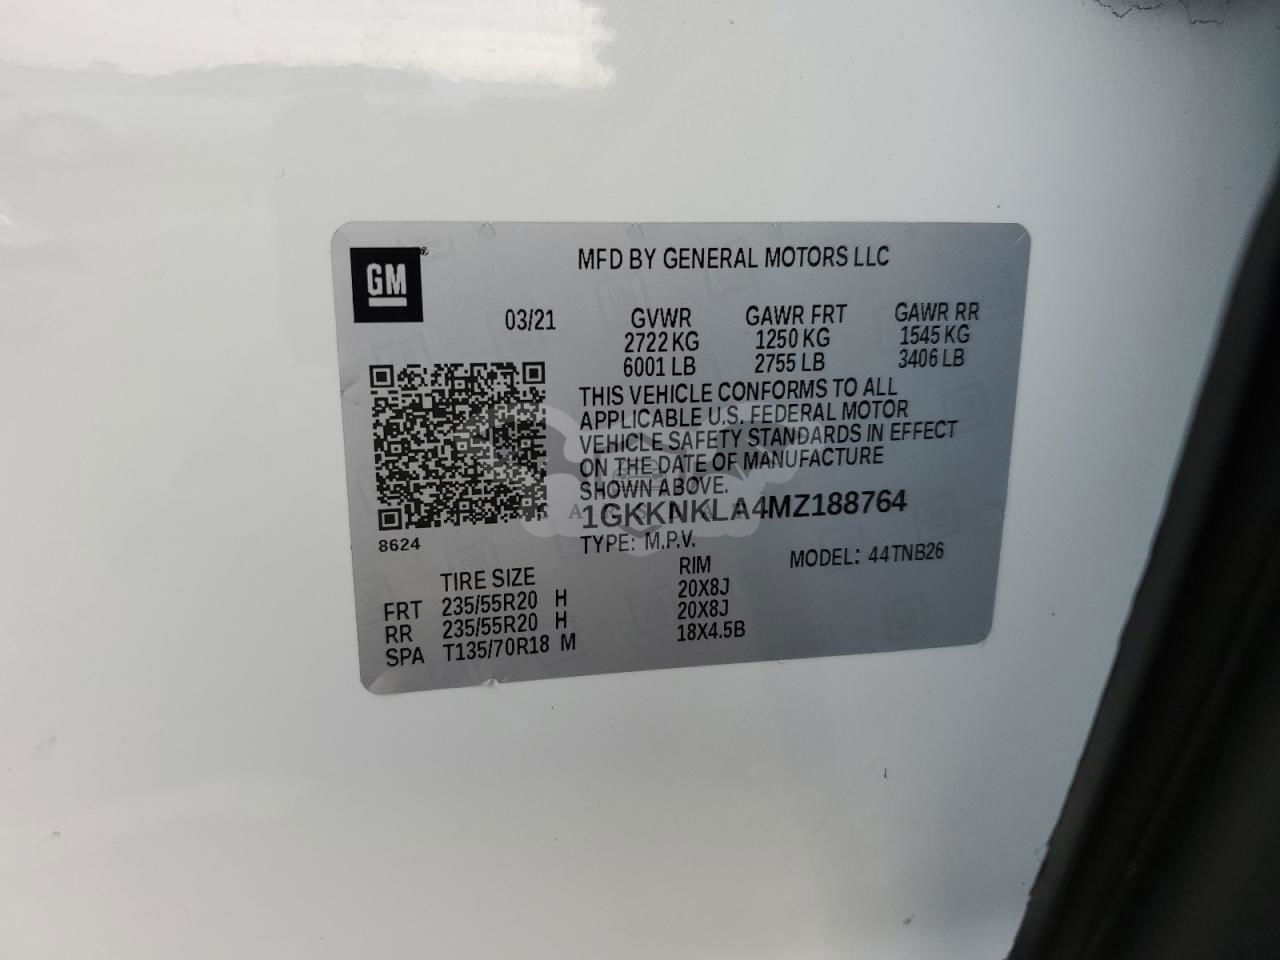 GM
MFD BY GENERAL MOTORS LLC
03/21 GVWR GAWR FRT GAWR RR
2722 KG 1250 KG 1545 KG
6001 LB 2755 LB 3406 LB
THIS VEHICLE CONFORMS TO ALL
APPLICABLE U.S. FEDERAL MOTOR
VEHICLE SAFETY STANDARDS IN EFFECT
ON THE DATE OF MANUFACTURE
SHOWN ABOVE.
1GKKNKLA4MZ188764
8624
TYPE: M.P.V. MODEL: 44TNB26
TIRE SIZE RIM
FRT 235/55R20 H 20X8J
RR 235/55R20 H 20X8J
SPA T135/70R18 M 18X4.5B